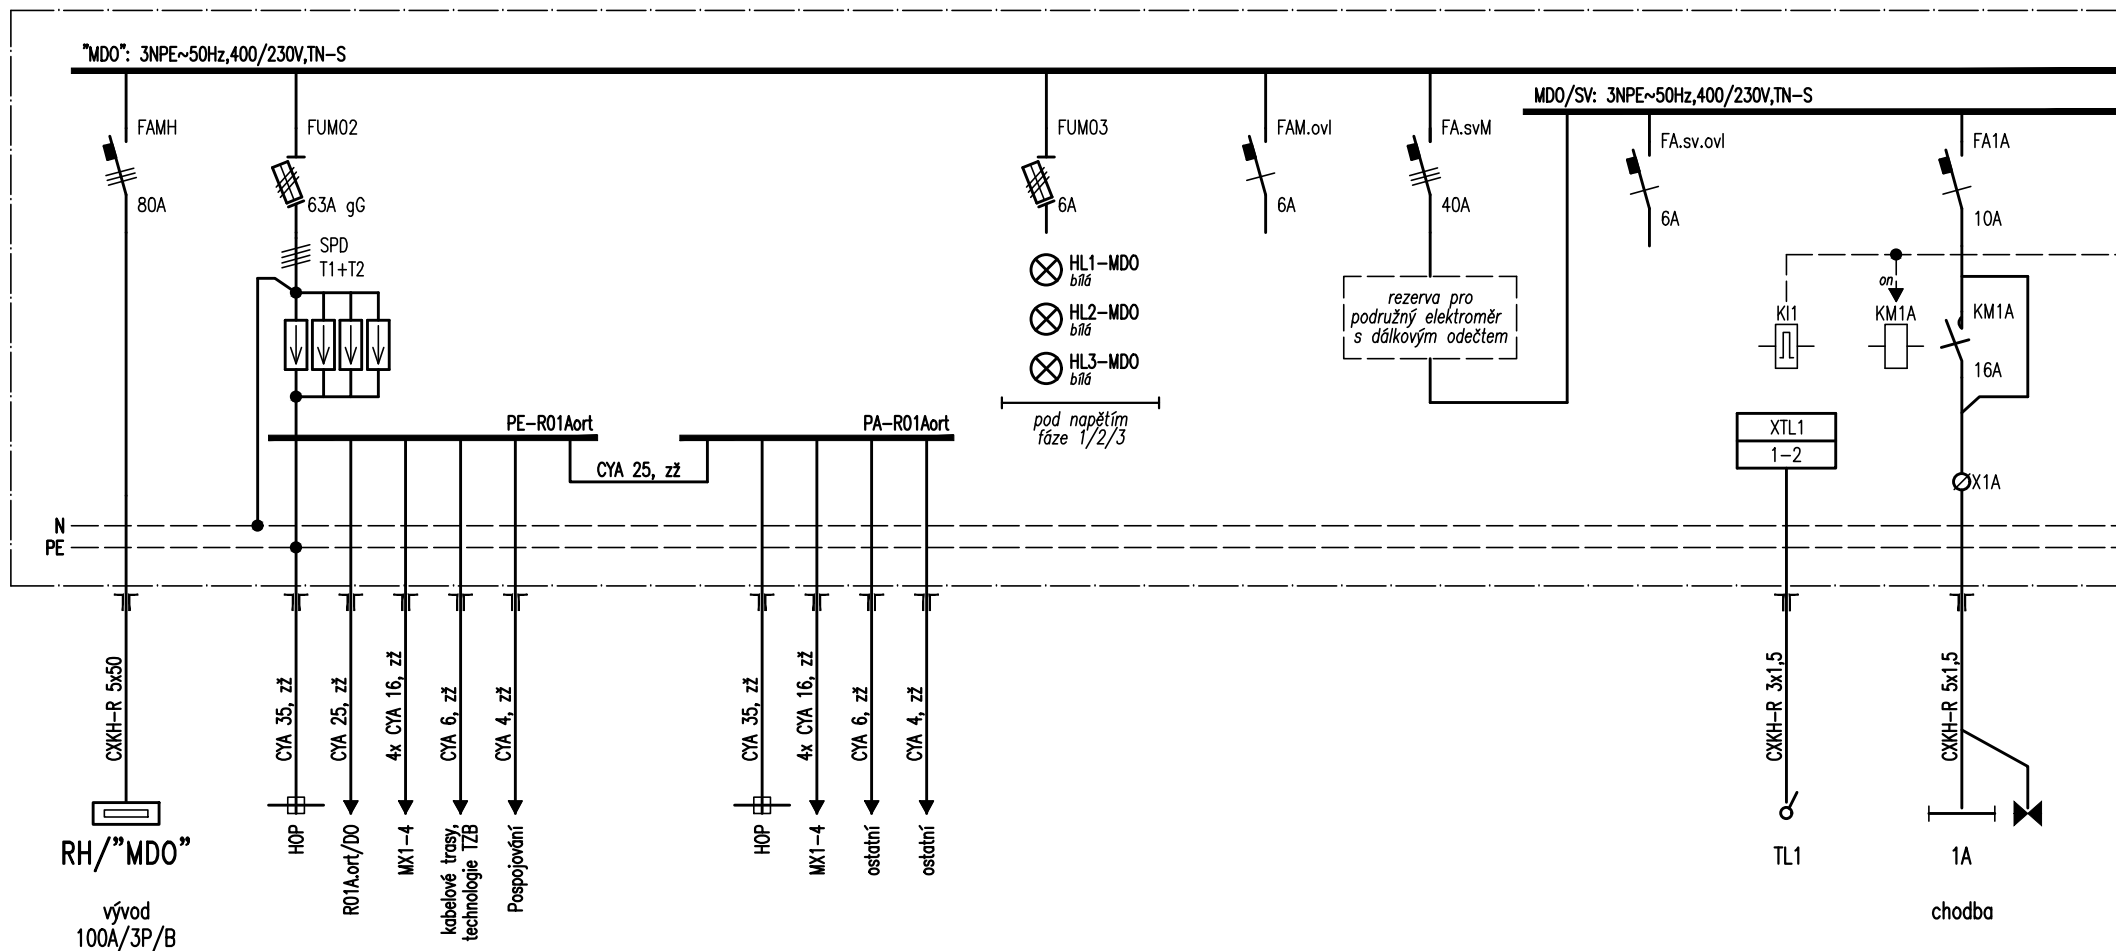 "MDO": 3NPE~50Hz,400/230V,TN-S
MDO/SV: 3NPE~50Hz,400/230V,TN-S
FAMH
80A
FUM02
63A gG
SPD
T1+T2
FUM03
6A
HL1-MDO
bílá
HL2-MDO
bílá
HL3-MDO
bílá
pod napětím
fáze 1/2/3
FAM.ovl
6A
FA.svM
40A
rezerva pro
podružný elektroměr
s dálkovým odečtem
FA.sv.ovl
6A
FA1A
10A
on
KI1
KM1A
KM1A
16A
XTL1
1-2
X1A
PE-R01Aort
PA-R01Aort
CYA 25, zž
N
PE
CXKH-R 5x50
CYA 35, zž
CYA 25, zž
4x CYA 16, zž
CYA 6, zž
CYA 4, zž
CYA 35, zž
4x CYA 16, zž
CYA 6, zž
CYA 4, zž
CXKH-R 3x1,5
CXKH-R 5x1,5
RH/"MDO"
vývod
100A/3P/B
HOP
R01A.ort/DO
MX1-4
kabelové trasy,
technologie TZB
Pospojování
HOP
MX1-4
ostatní
ostatní
TL1
1A
chodba